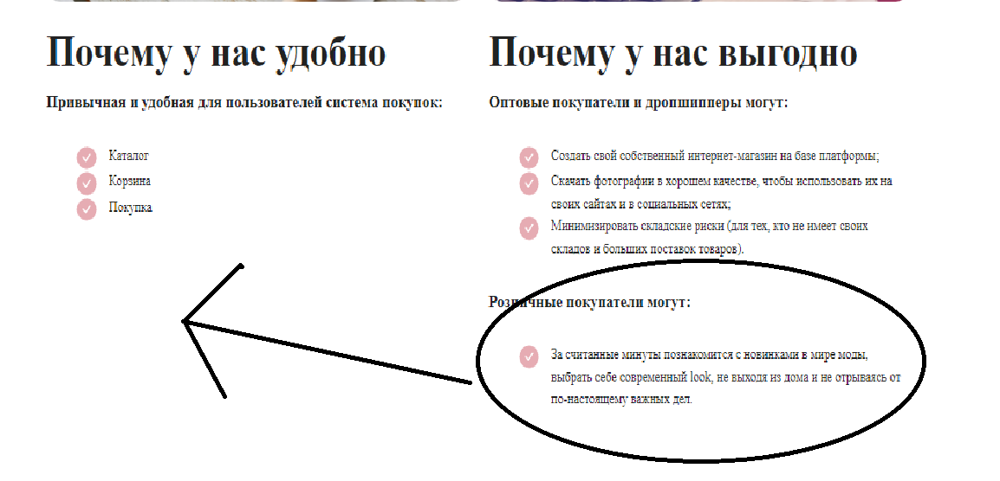 Почему у нас удобно
Привычная и удобная для пользователей система покупок:
Каталог
Корзина
Покупка
Почему у нас выгодно
Оптовые покупатели и дропшипперы могут:
Создать свой собственный интернет-магазин на базе платформы;
Скачать фотографии в хорошем качестве, чтобы использовать их на
своих сайтах и в социальных сетях;
Минимизировать складские риски (для тех, кто не имеет своих
складов и больших поставок товаров).
Розничные покупатели могут:
За считанные минуты познакомится с новинками в мире моды,
выбрать себе современный look, не выходя из дома и не отрываясь от
по-настоящему важных дел.